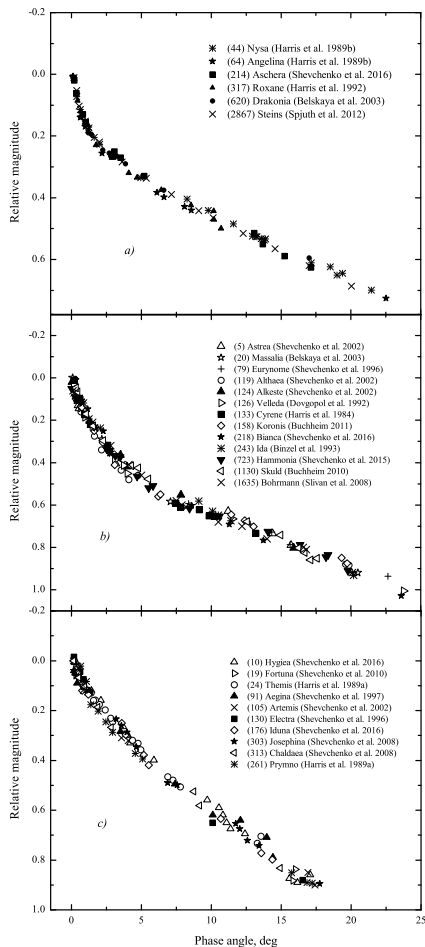 -0.2
(44) Nysa (Harris et al. 1989b)
(64) Angelina (Harris et al. 1989b)
(214) Aschera (Shevchenko et al. 2016)
(317) Roxane (Harris et al. 1992)
(620) Drakonia (Belskaya et al. 2003)
(2867) Steins (Spjuth et al. 2012)
0.0
0.2
0.4
0.6
Relative magnitude
a)
-0.2
(5) Astrea (Shevchenko et al. 2002)
(20) Massalia (Belskaya et al. 2003)
(79) Eurynome (Shevchenko et al. 1996)
(119) Althaea (Shevchenko et al. 2002)
(124) Alkeste (Shevchenko et al. 2002)
(126) Velleda (Dovgopol et al. 1992)
(133) Cyrene (Harris et al. 1984)
(158) Koronis (Buchheim 2011)
(218) Bianca (Shevchenko et al. 2016)
(243) Ida (Binzel et al. 1993)
(723) Hammonia (Shevchenko et al. 2015)
(1130) Skuld (Buchheim 2010)
(1635) Bohrmann (Slivan et al. 2008)
0.0
0.2
0.4
0.6
0.8
1.0
Relative magnitude
b)
-0.2
(10) Hygiea (Shevchenko et al. 2016)
(19) Fortuna (Shevchenko et al. 2010)
(24) Themis (Harris et al. 1989a)
(91) Aegina (Shevchenko et al. 1997)
(105) Artemis (Shevchenko et al. 2002)
(130) Electra (Shevchenko et al. 1996)
(176) Iduna (Shevchenko et al. 2016)
(303) Josephina (Shevchenko et al. 2008)
(313) Chaldaea (Shevchenko et al. 2008)
(261) Prymno (Harris et al. 1989a)
0.0
0.2
0.4
0.6
0.8
1.0
Relative magnitude
c)
0 5 10 15 20 25
Phase angle, deg